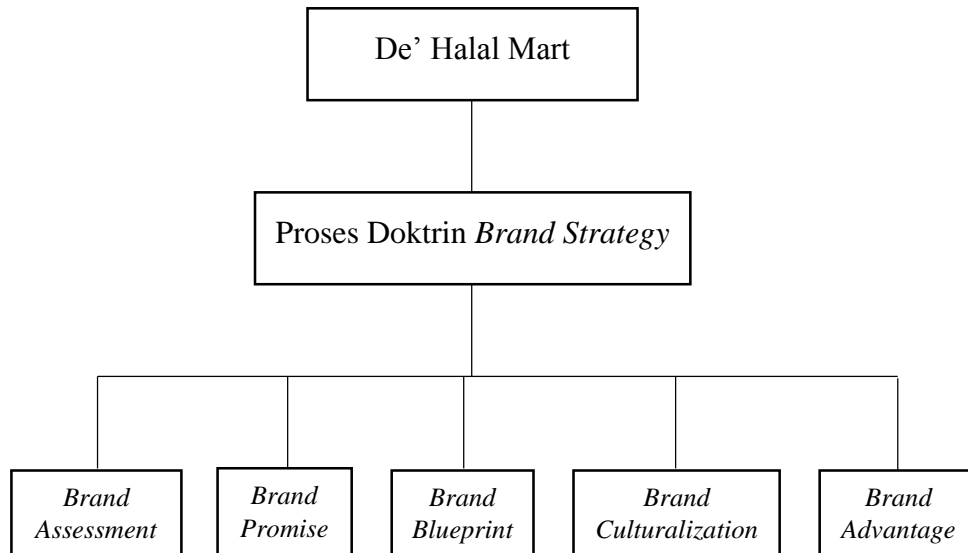 De’ Halal Mart
Proses Doktrin Brand Strategy
Brand
Assessment
Brand
Promise
Brand
Blueprint
Brand
Culturalization
Brand
Advantage